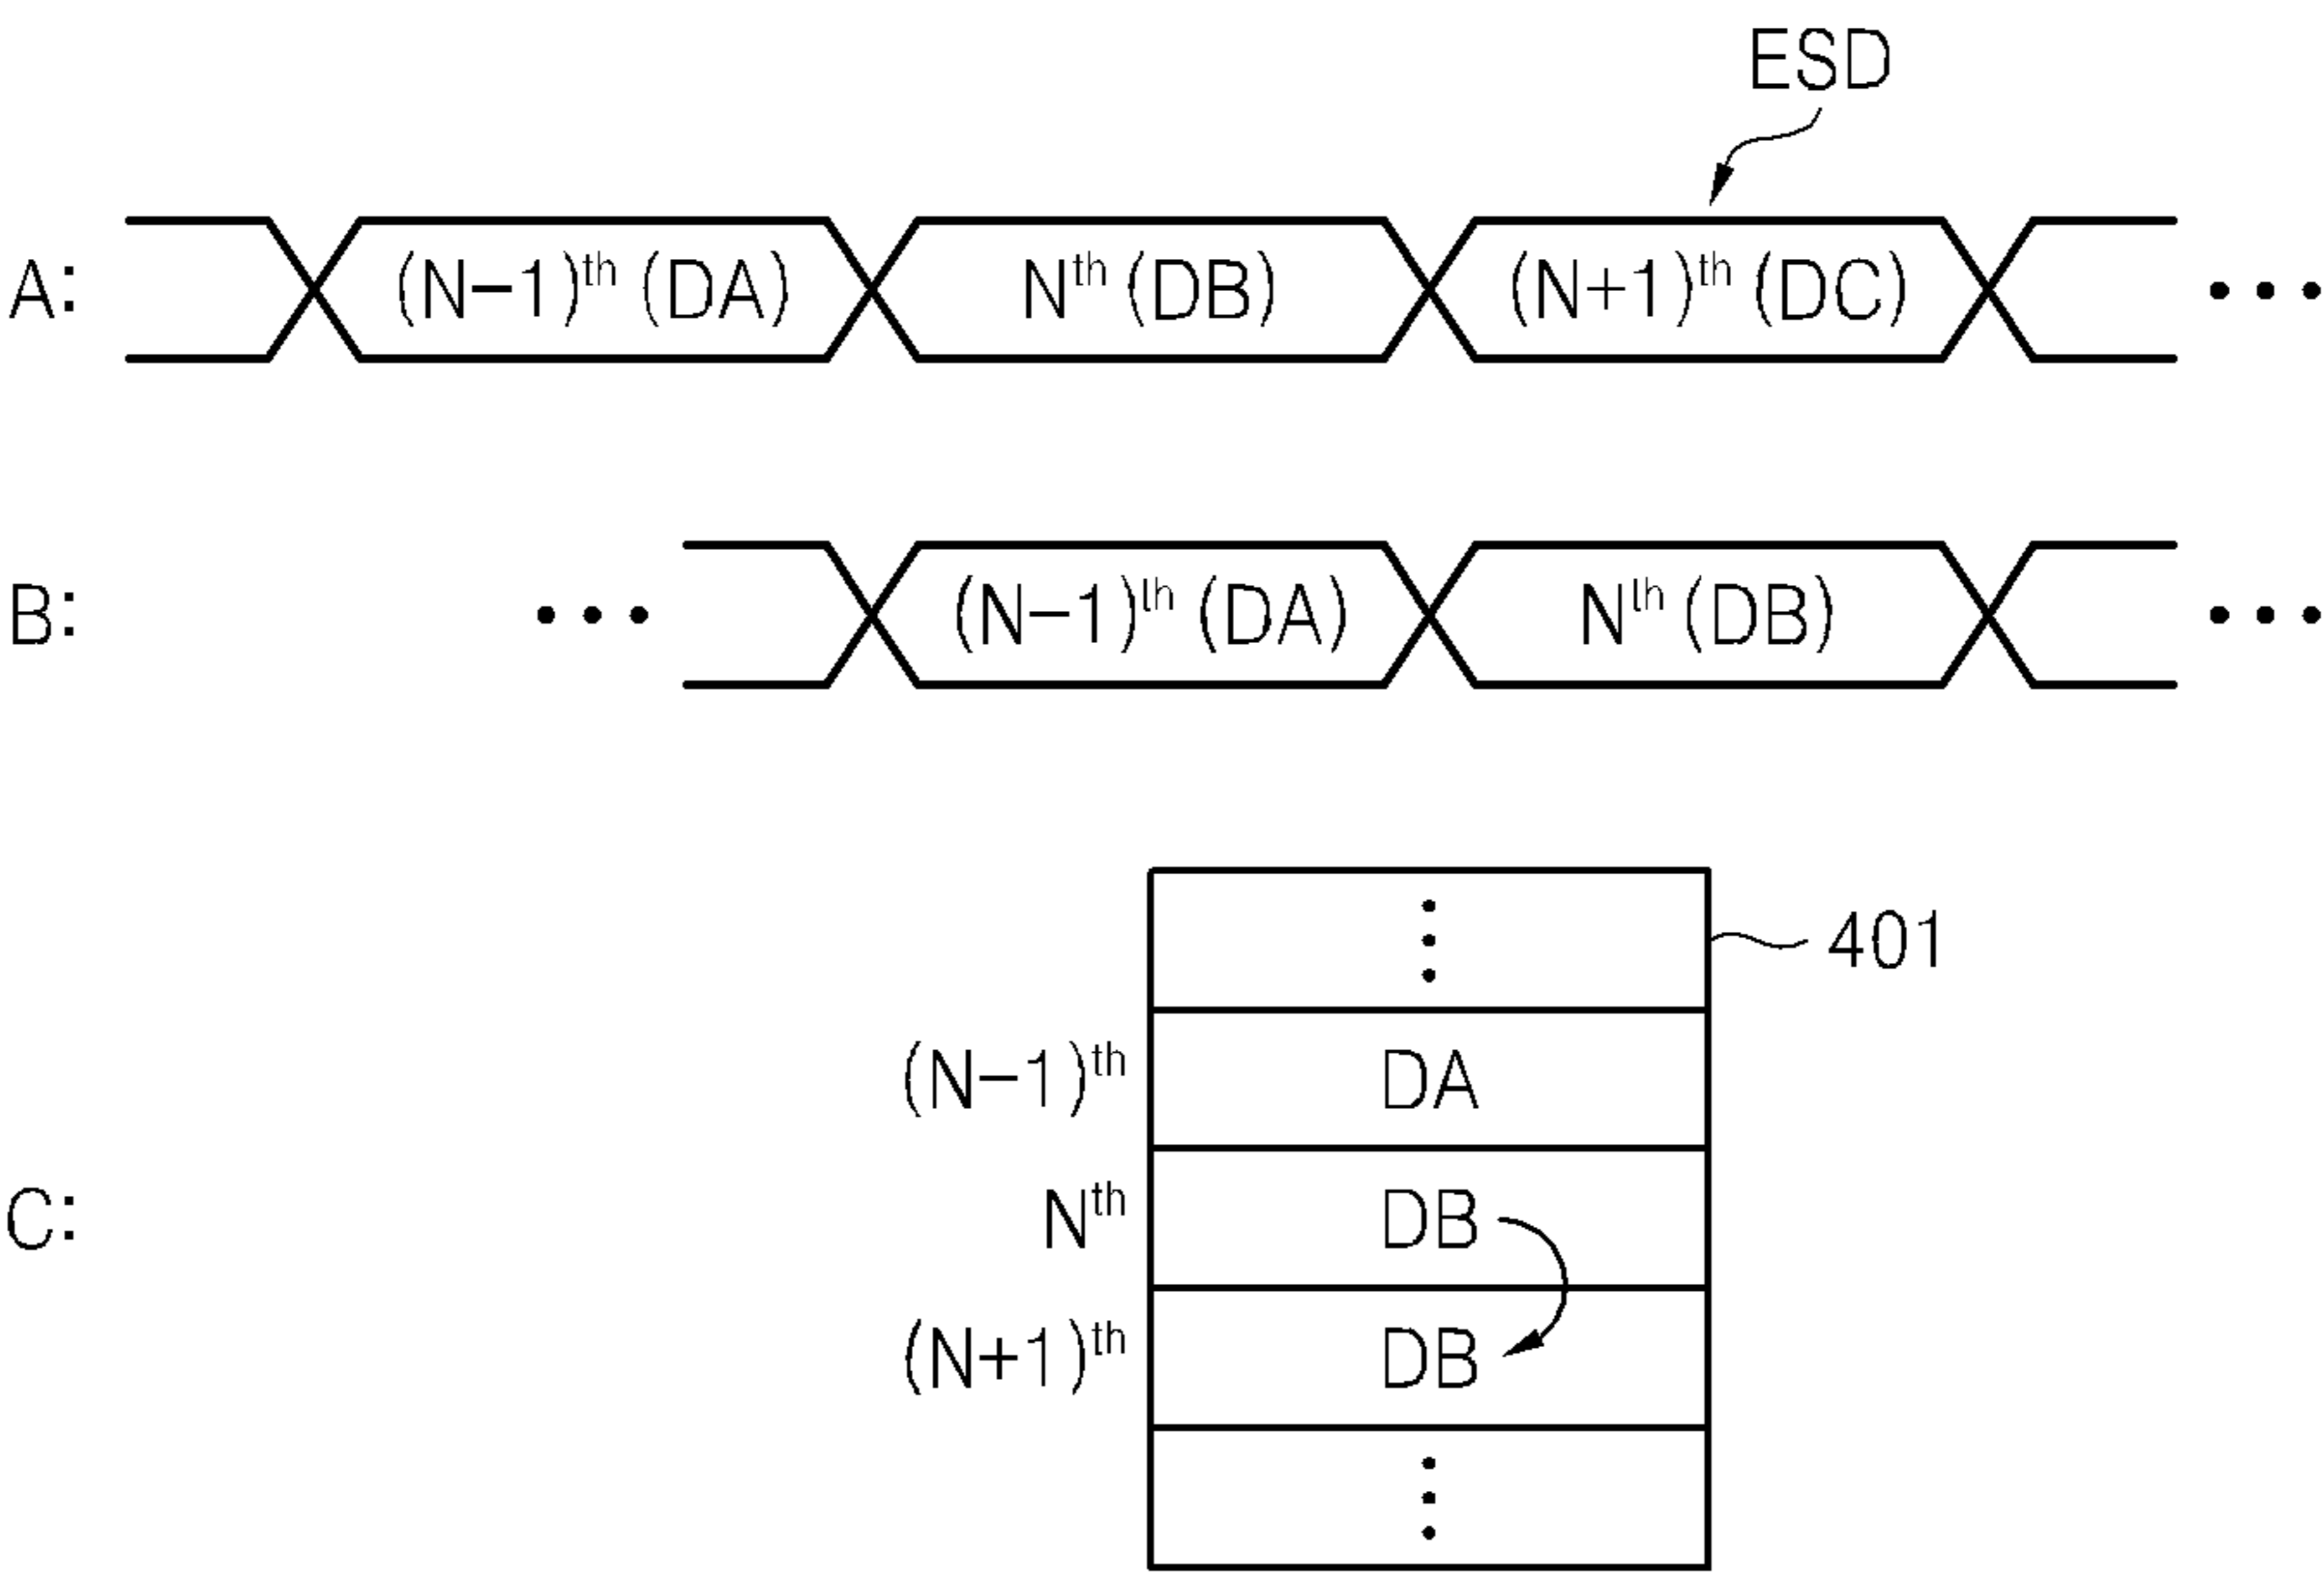 ESD
A: (N−1)th (DA) Nth (DB) (N+1)th (DC) •••
B: ••• (N−1)th (DA) Nth (DB) •••
401
(N−1)th DA
C: Nth DB
(N+1)th DB